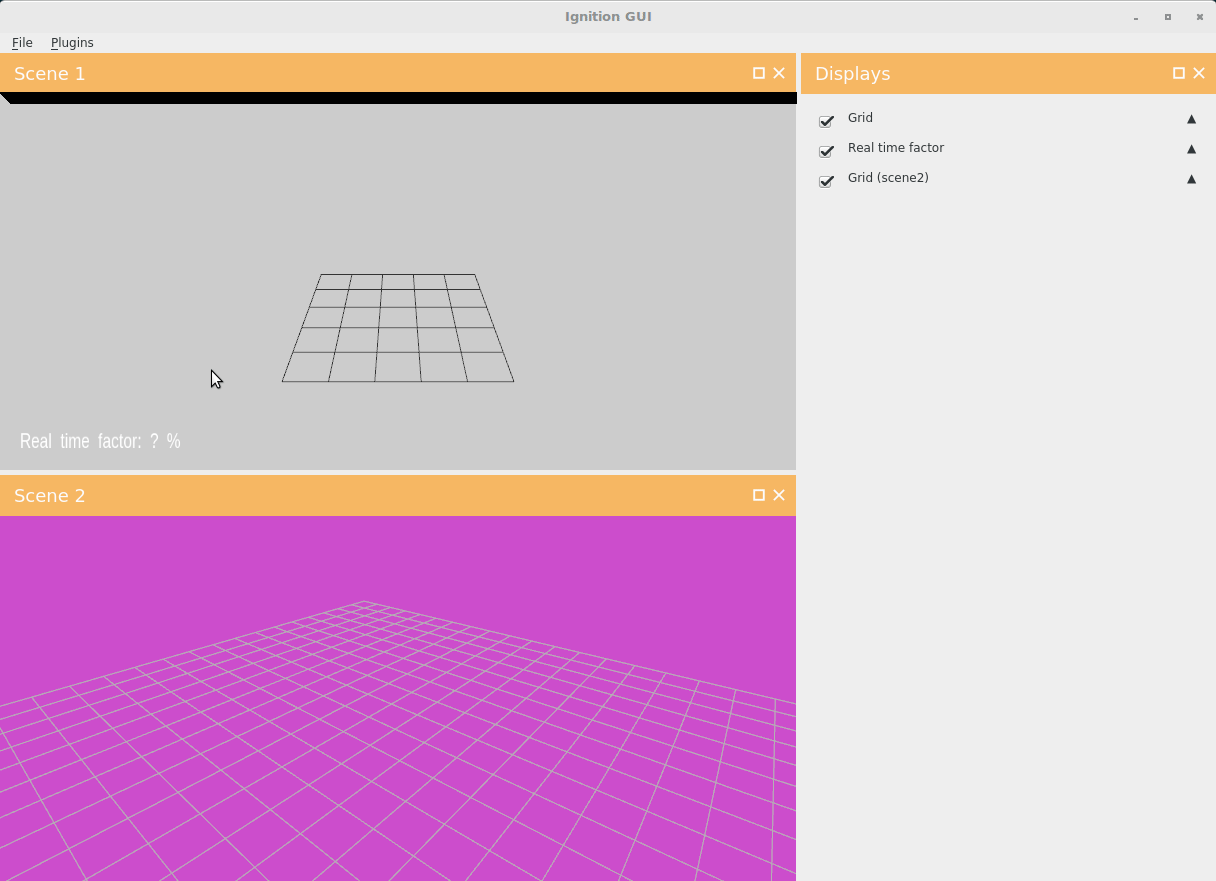 Ignition GUI
File Plugins
Scene 1
Real time factor: ? %
Scene 2
Displays
Grid
Real time factor
Grid (scene2)